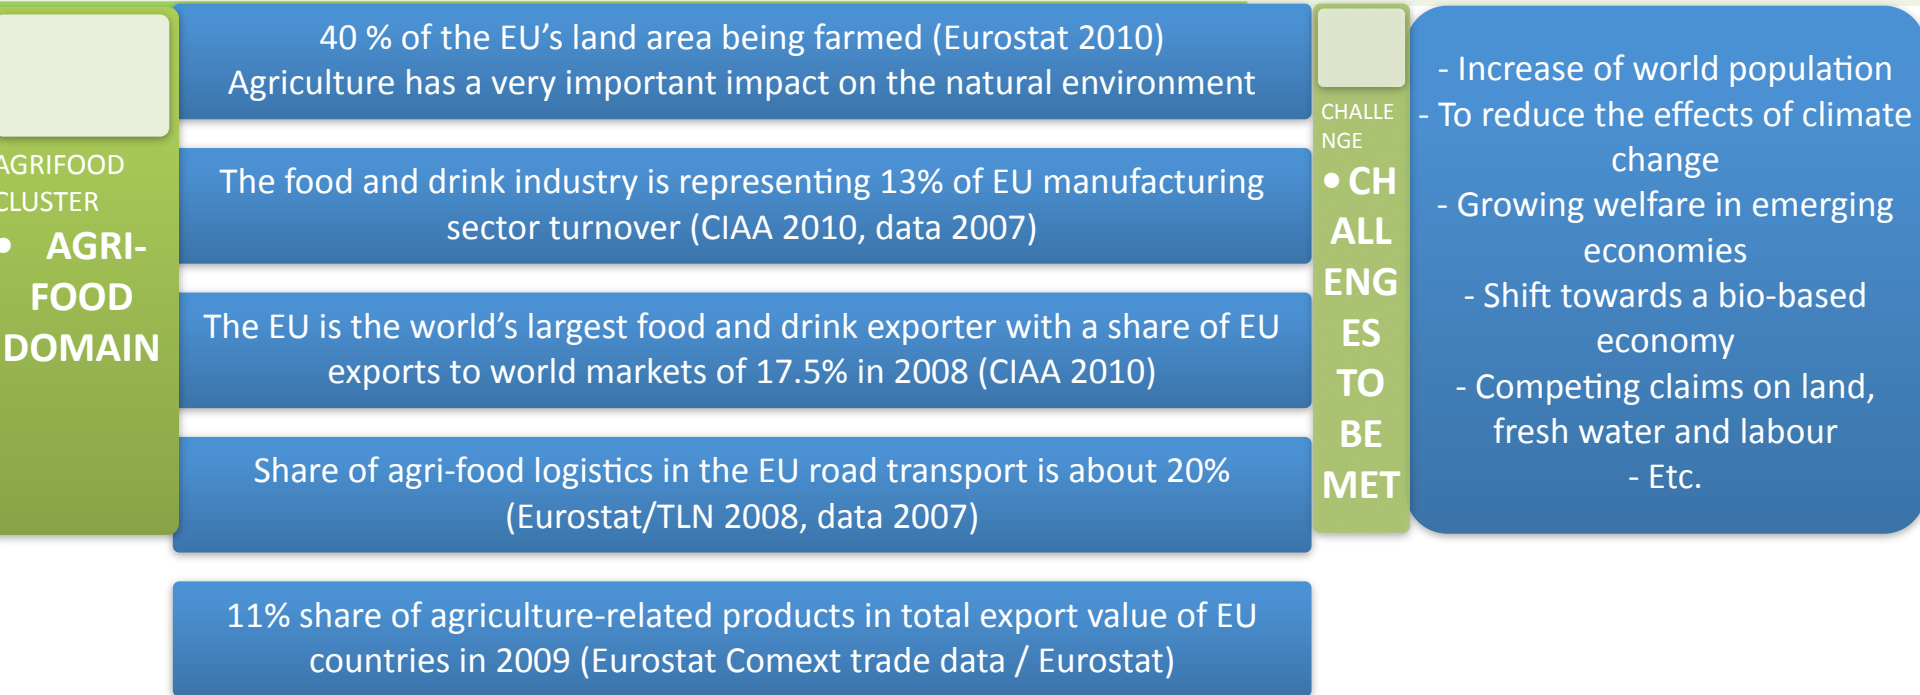 AGRIFOOD
CLUSTER
• AGRI-
FOOD
DOMAIN
40 % of the EU’s land area being farmed (Eurostat 2010)
Agriculture has a very important impact on the natural environment
The food and drink industry is representing 13% of EU manufacturing
sector turnover (CIAA 2010, data 2007)
The EU is the world’s largest food and drink exporter with a share of EU
exports to world markets of 17.5% in 2008 (CIAA 2010)
Share of agri-food logistics in the EU road transport is about 20%
(Eurostat/TLN 2008, data 2007)
11% share of agriculture-related products in total export value of EU
countries in 2009 (Eurostat Comext trade data / Eurostat)
CHALLE
NGE
• CH
ALL
ENG
ES
TO
BE
MET
- Increase of world population
- To reduce the effects of climate
change
- Growing welfare in emerging
economies
- Shift towards a bio-based
economy
- Competing claims on land,
fresh water and labour
- Etc.